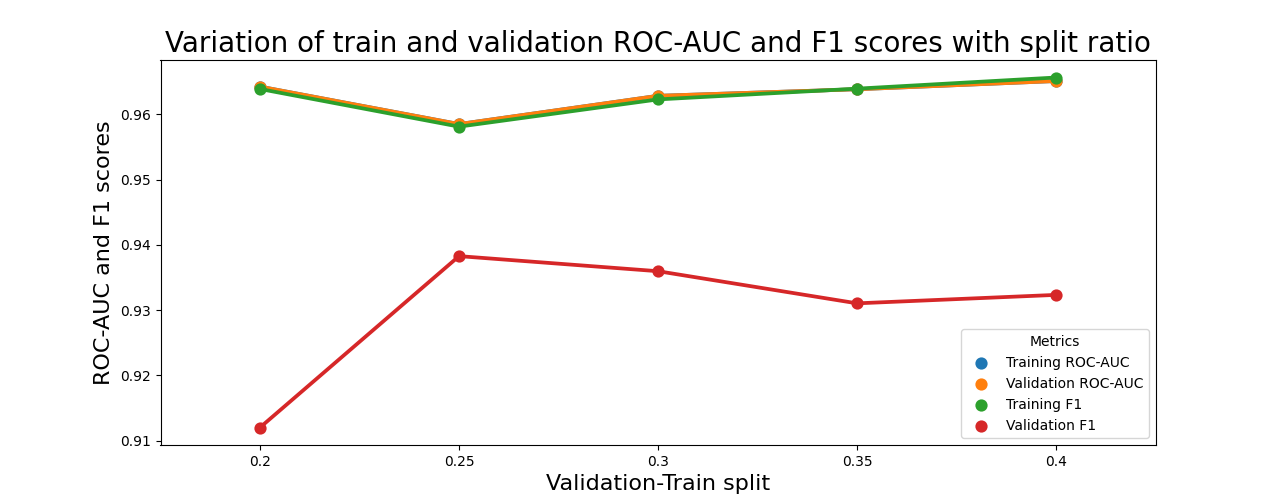 Variation of train and validation ROC-AUC and F1 scores with split ratio
ROC-AUC and F1 scores
0.96
0.95
0.94
0.93
0.92
0.91
0.2 0.25 0.3 0.35 0.4
Validation-Train split
Metrics
Training ROC-AUC
Validation ROC-AUC
Training F1
Validation F1